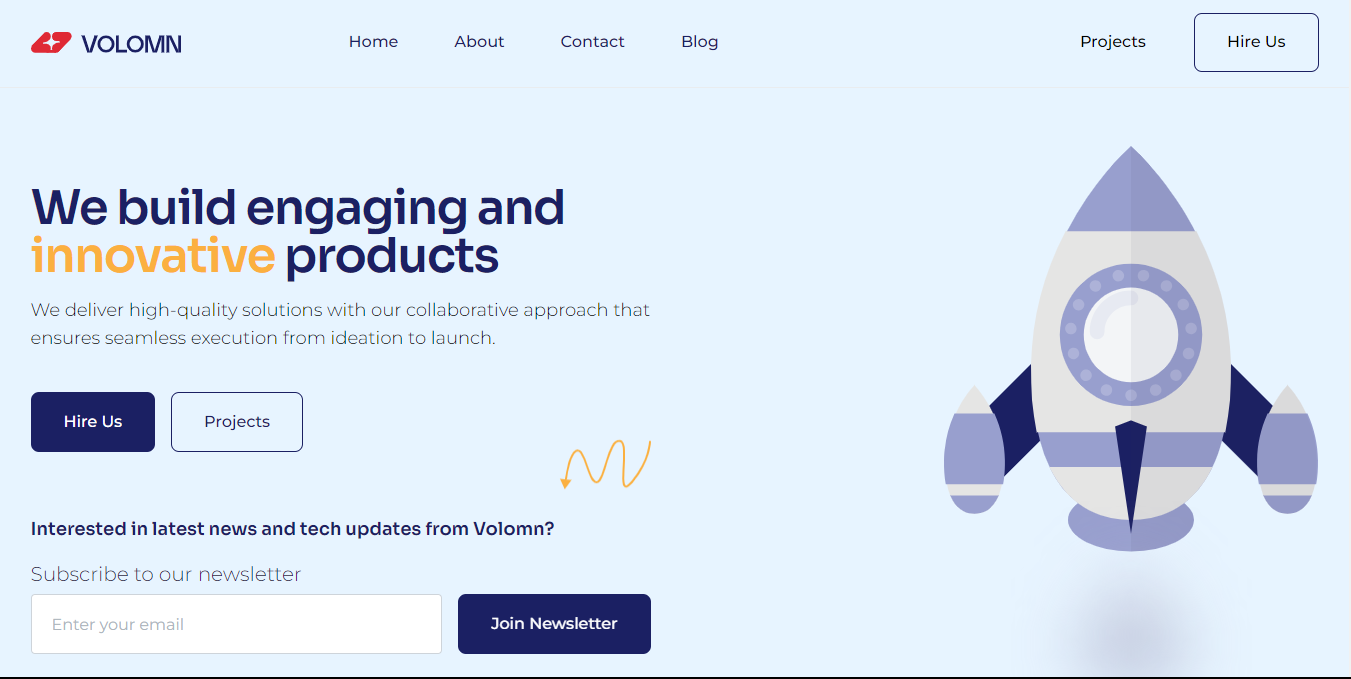 VOLOMN
Home
About
Contact
Blog
Projects
Hire Us
We build engaging and
innovative products
We deliver high-quality solutions with our collaborative approach that
ensures seamless execution from ideation to launch.
Hire Us
Projects
Interested in latest news and tech updates from Volomn?
Subscribe to our newsletter
Enter your email
Join Newsletter